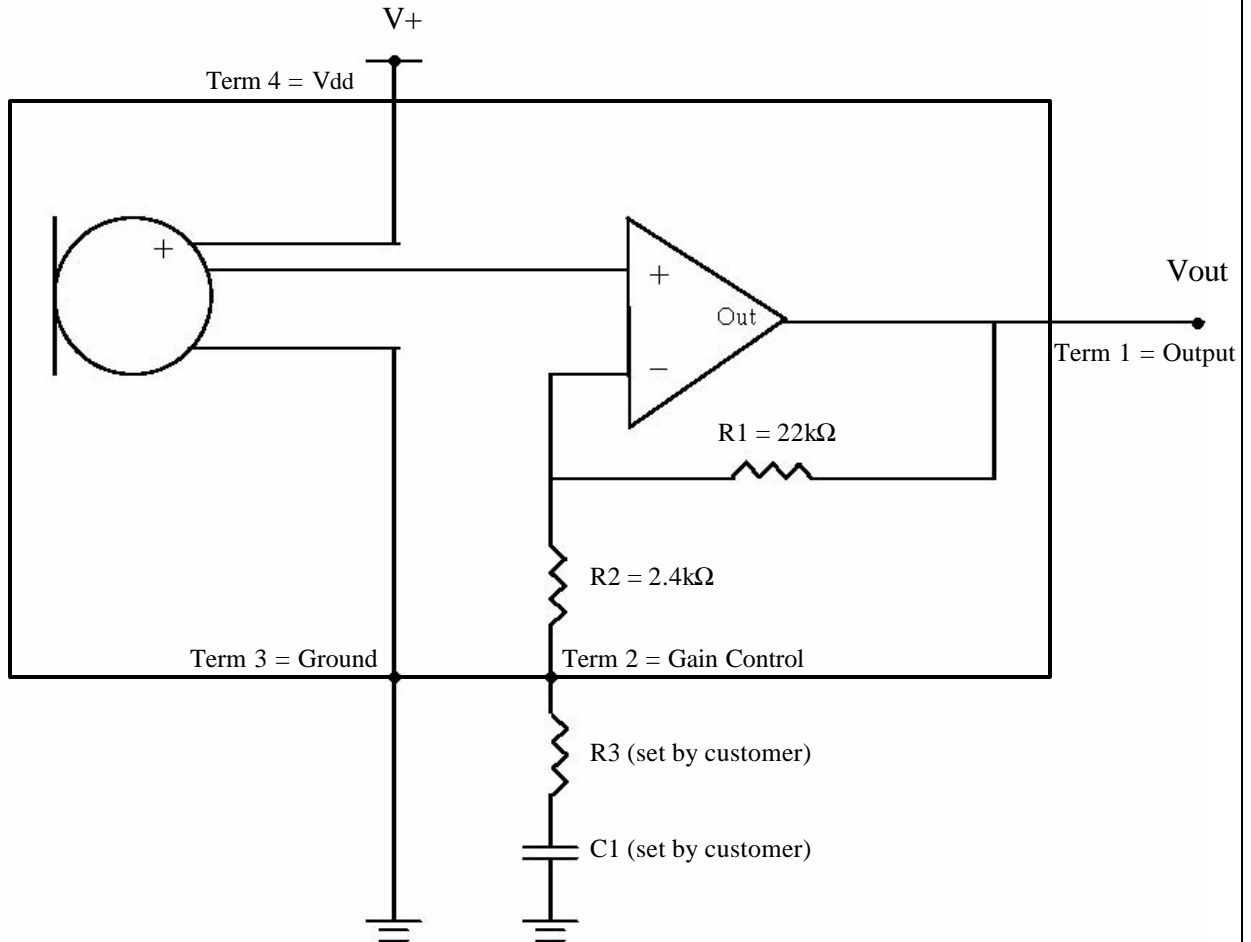 V+
Term 4 = Vdd
+
+
Vout
Out
Term 1 = Output
−
R1 = 22kΩ
R2 = 2.4kΩ
Term 3 = Ground
Term 2 = Gain Control
R3 (set by customer)
C1 (set by customer)